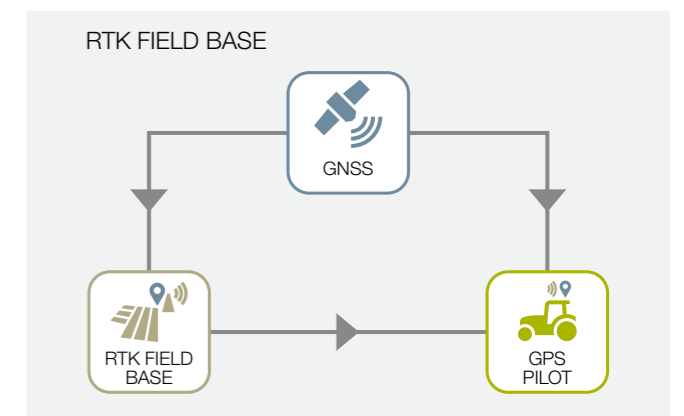 RTK FIELD BASE
GNSS
RTK FIELD
BASE
GPS
PILOT